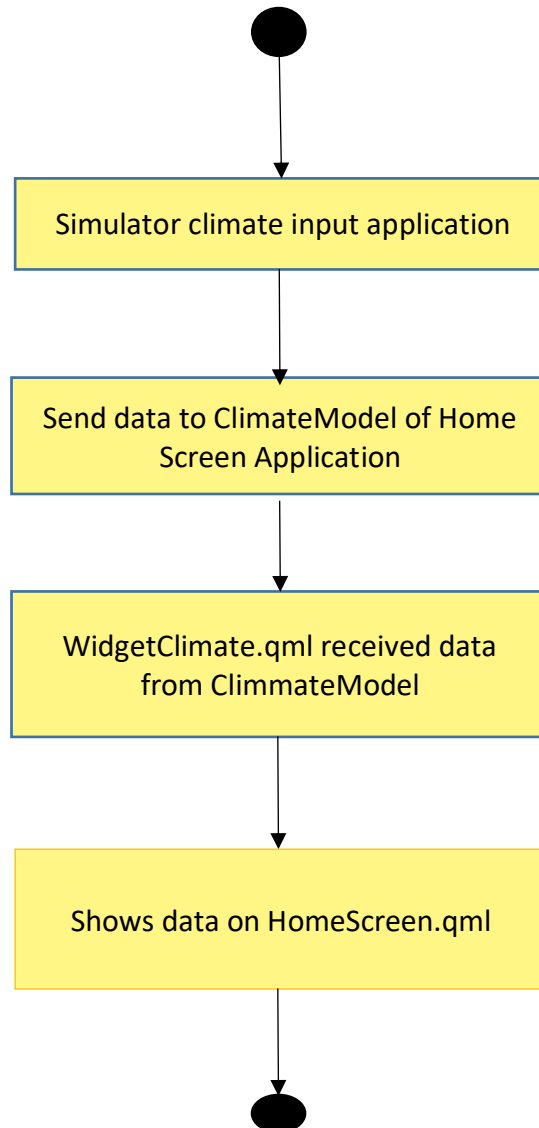 Simulator climate input application
Send data to ClimateModel of Home
Screen Application
WidgetClimate.qml received data
from ClimmateModel
Shows data on HomeScreen.qml